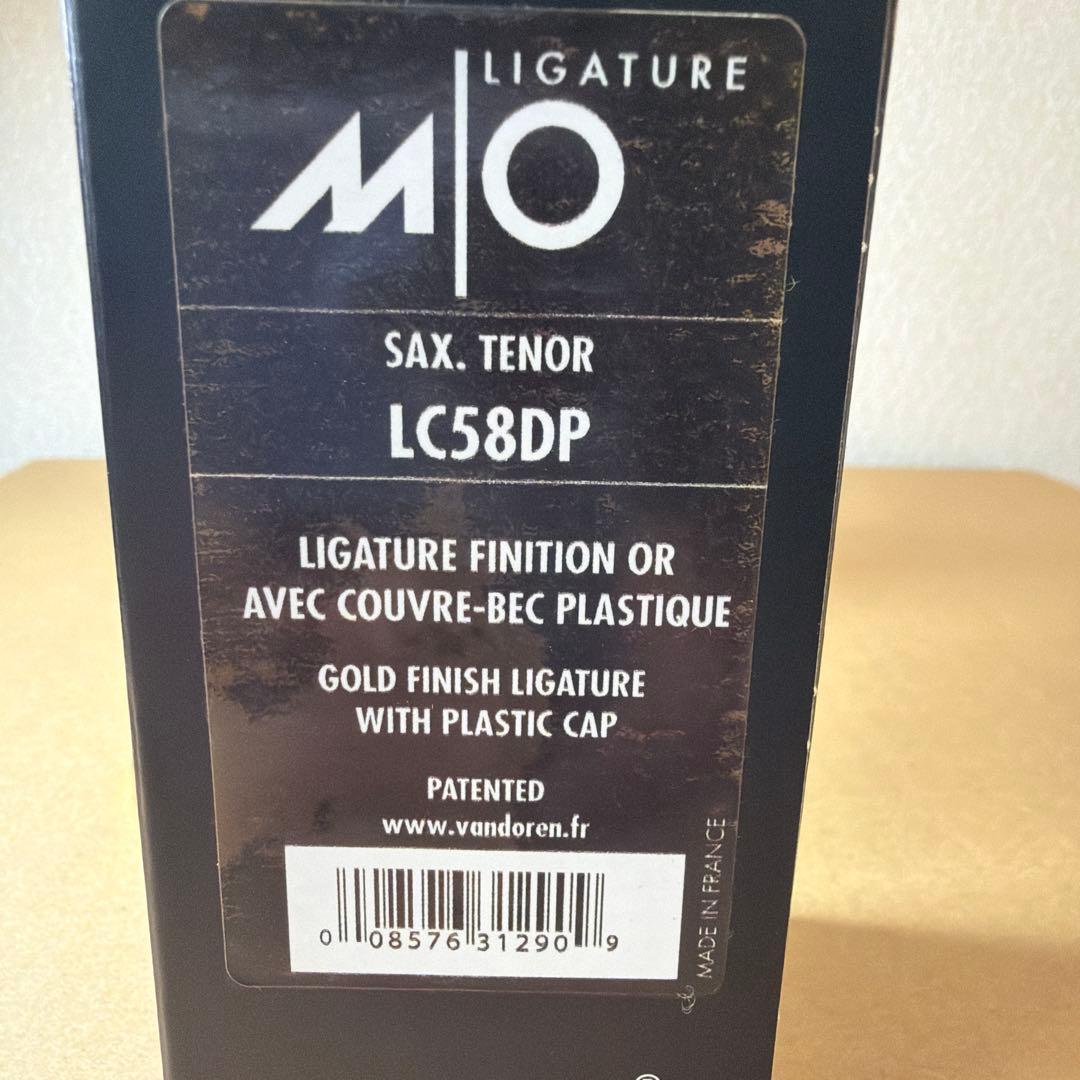 LIGATURE
M|O
SAX. TENOR
LC58DP
LIGATURE FINITION OR
AVEC COUVRE-BEC PLASTIQUE
GOLD FINISH LIGATURE
WITH PLASTIC CAP
PATENTED
www.vandoren.fr
0 08576 31290 9
MADE IN FRANCE
®